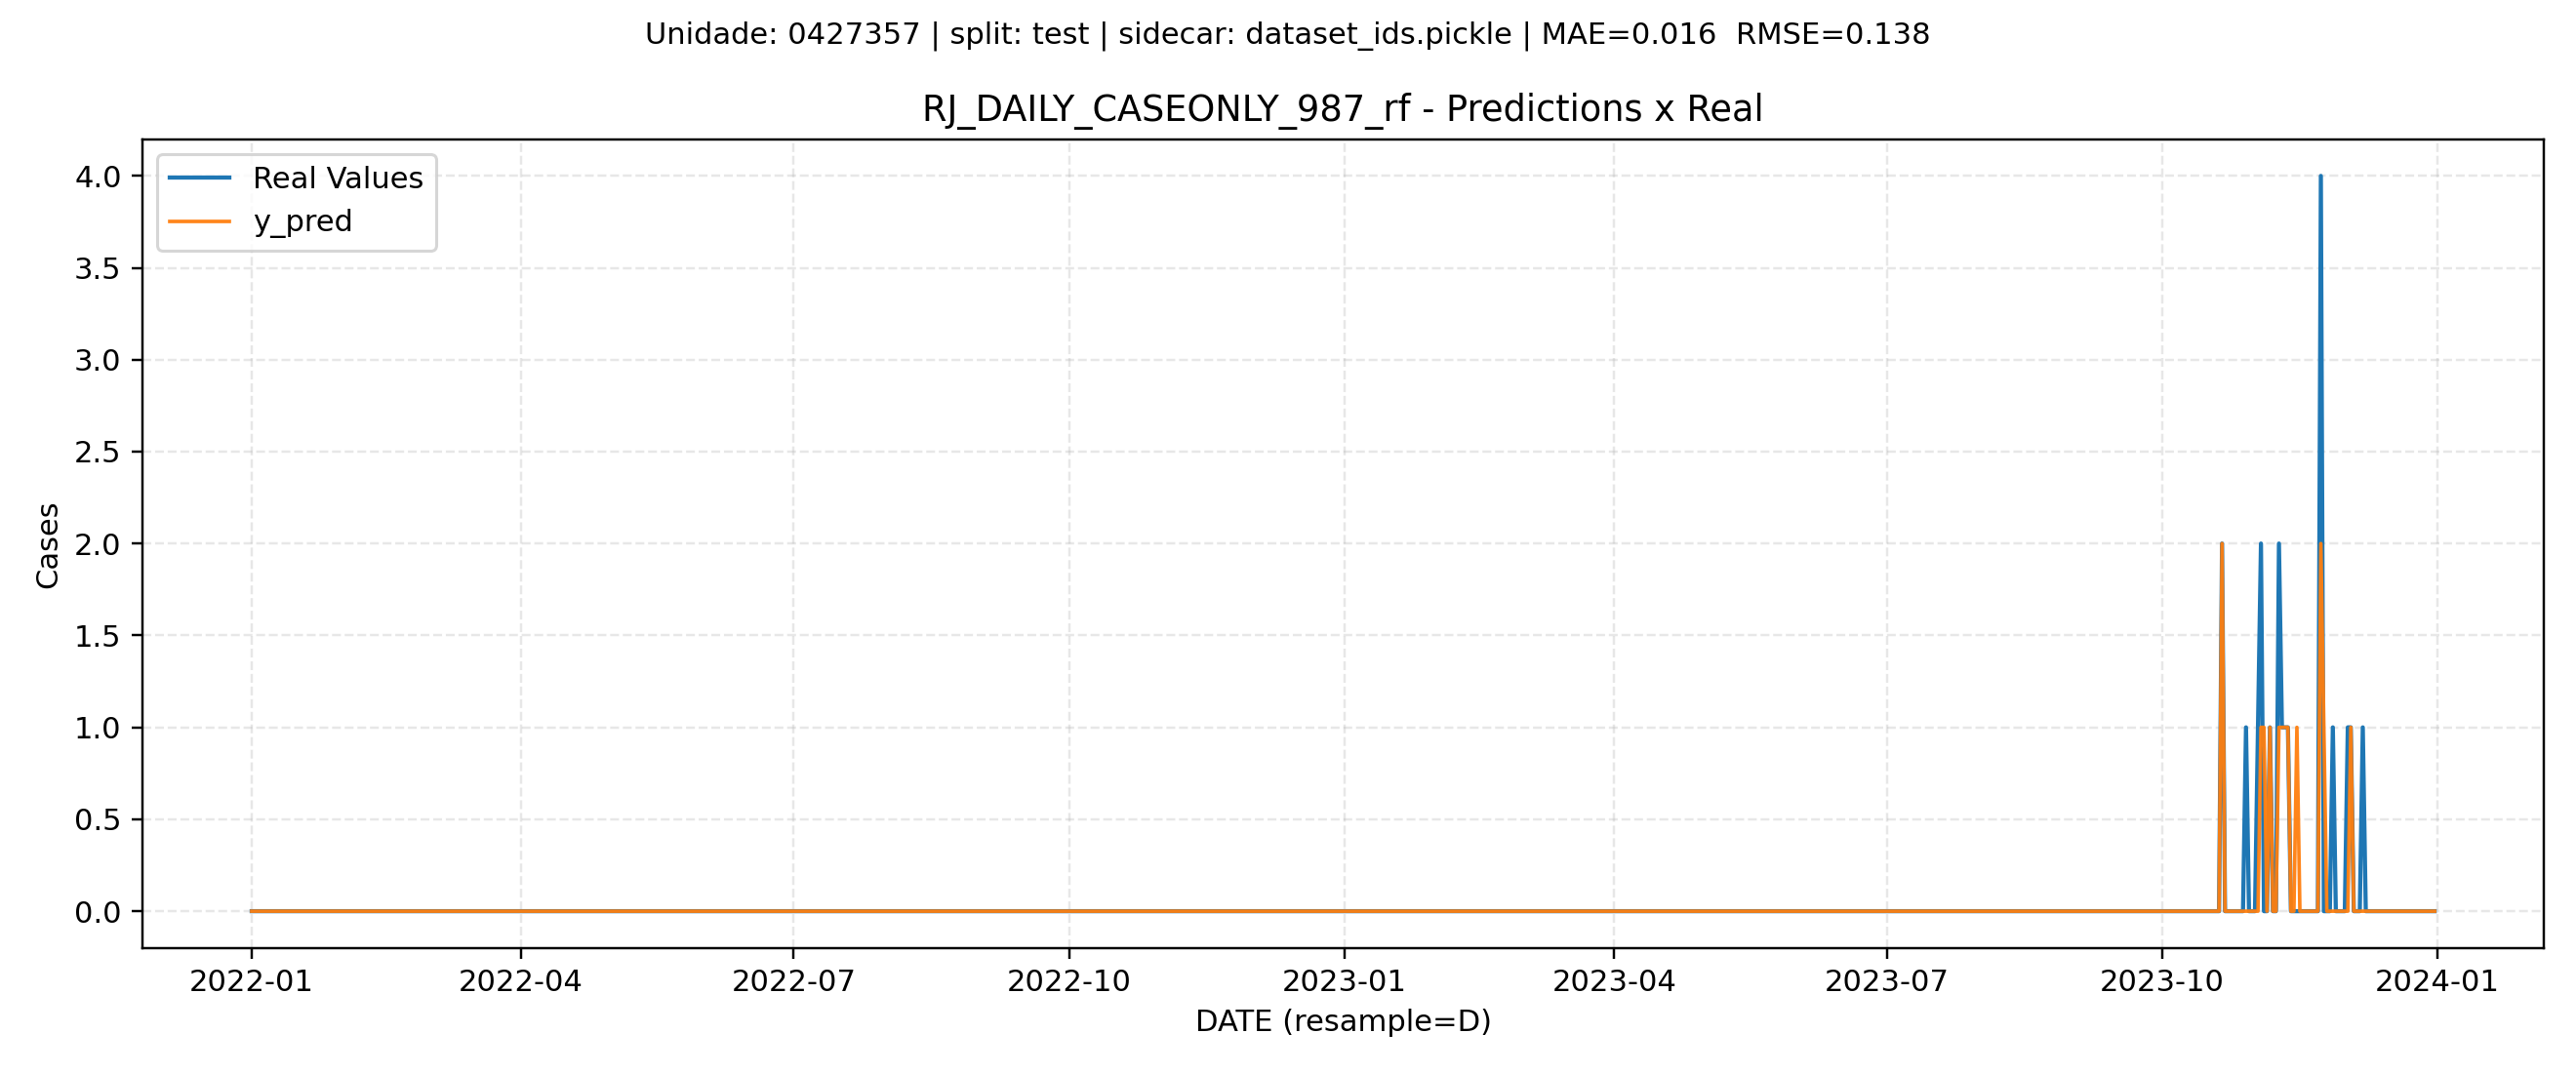 Unidade: 0427357 | split: test | sidecar: dataset_ids.pickle | MAE=0.016  RMSE=0.138
RJ_DAILY_CASEONLY_987_rf - Predictions x Real
Real Values
y_pred
4.0
3.5
3.0
2.5
2.0
1.5
1.0
0.5
0.0
Cases
2022-01 2022-04 2022-07 2022-10 2023-01 2023-04 2023-07 2023-10 2024-01
DATE (resample=D)